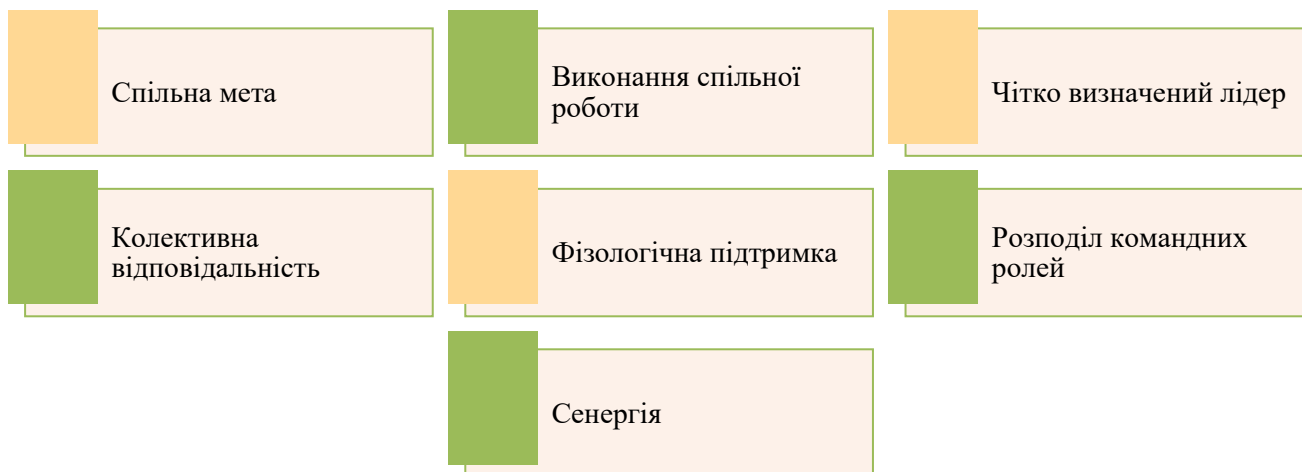 Спільна мета
Виконання спільної
роботи
Чітко визначений лідер
Колективна
відповідальність
Фізологічна підтримка
Розподіл командних
ролей
Сенергія